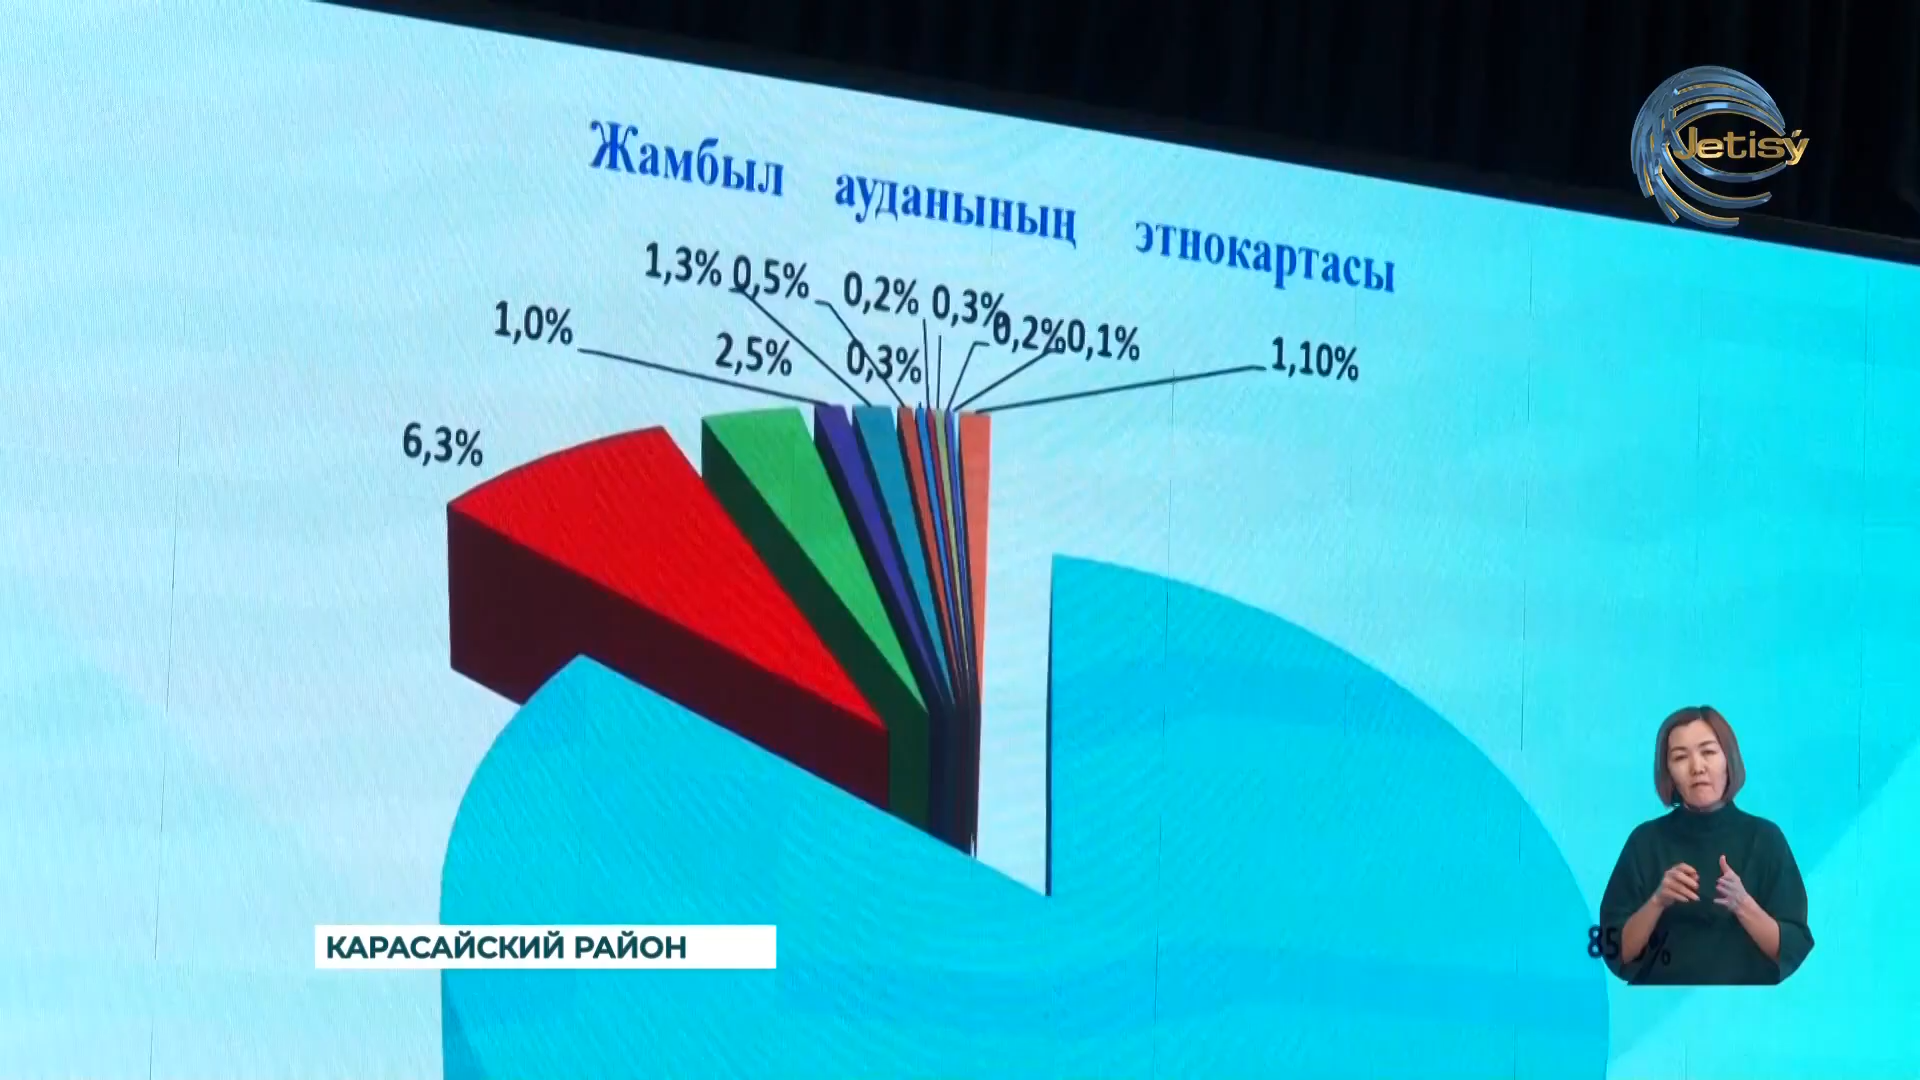 Jetisý
Жамбыл ауданының этнокартасы
1,3% 0,5% 0,2% 0,3% 0,2% 0,1%
1,0% 2,5% 0,3% 1,10%
6,3%
КАРАСАЙСКИЙ РАЙОН